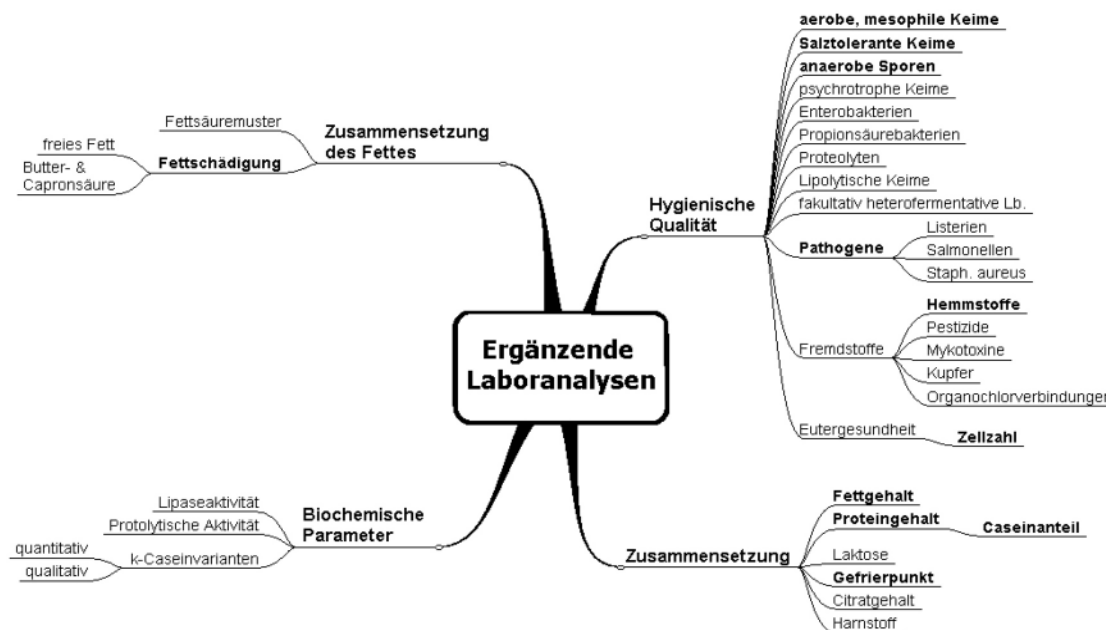 Ergänzende
Laboranalysen
Zusammensetzung
des Fettes
Fettsäuremuster
Fettschädigung
freies Fett
Butter- &
Capronsäure
Hygienische
Qualität
aerobe, mesophile Keime
Salztolerante Keime
anaerobe Sporen
psychrotrophe Keime
Enterobakterien
Propionsäurebakterien
Proteolyten
Lipolytische Keime
fakultativ heterofermentative Lb.
Pathogene
Listerien
Salmonellen
Staph. aureus
Fremdstoffe
Hemmstoffe
Pestizide
Mykotoxine
Kupfer
Organochlorverbindungen
Eutergesundheit
Zellzahl
Biochemische
Parameter
Lipaseaktivität
Protolytische Aktivität
k-Caseinvarianten
quantitativ
qualitativ
Zusammensetzung
Fettgehalt
Proteingehalt
Caseinanteil
Laktose
Gefrierpunkt
Citratgehalt
Harnstoff